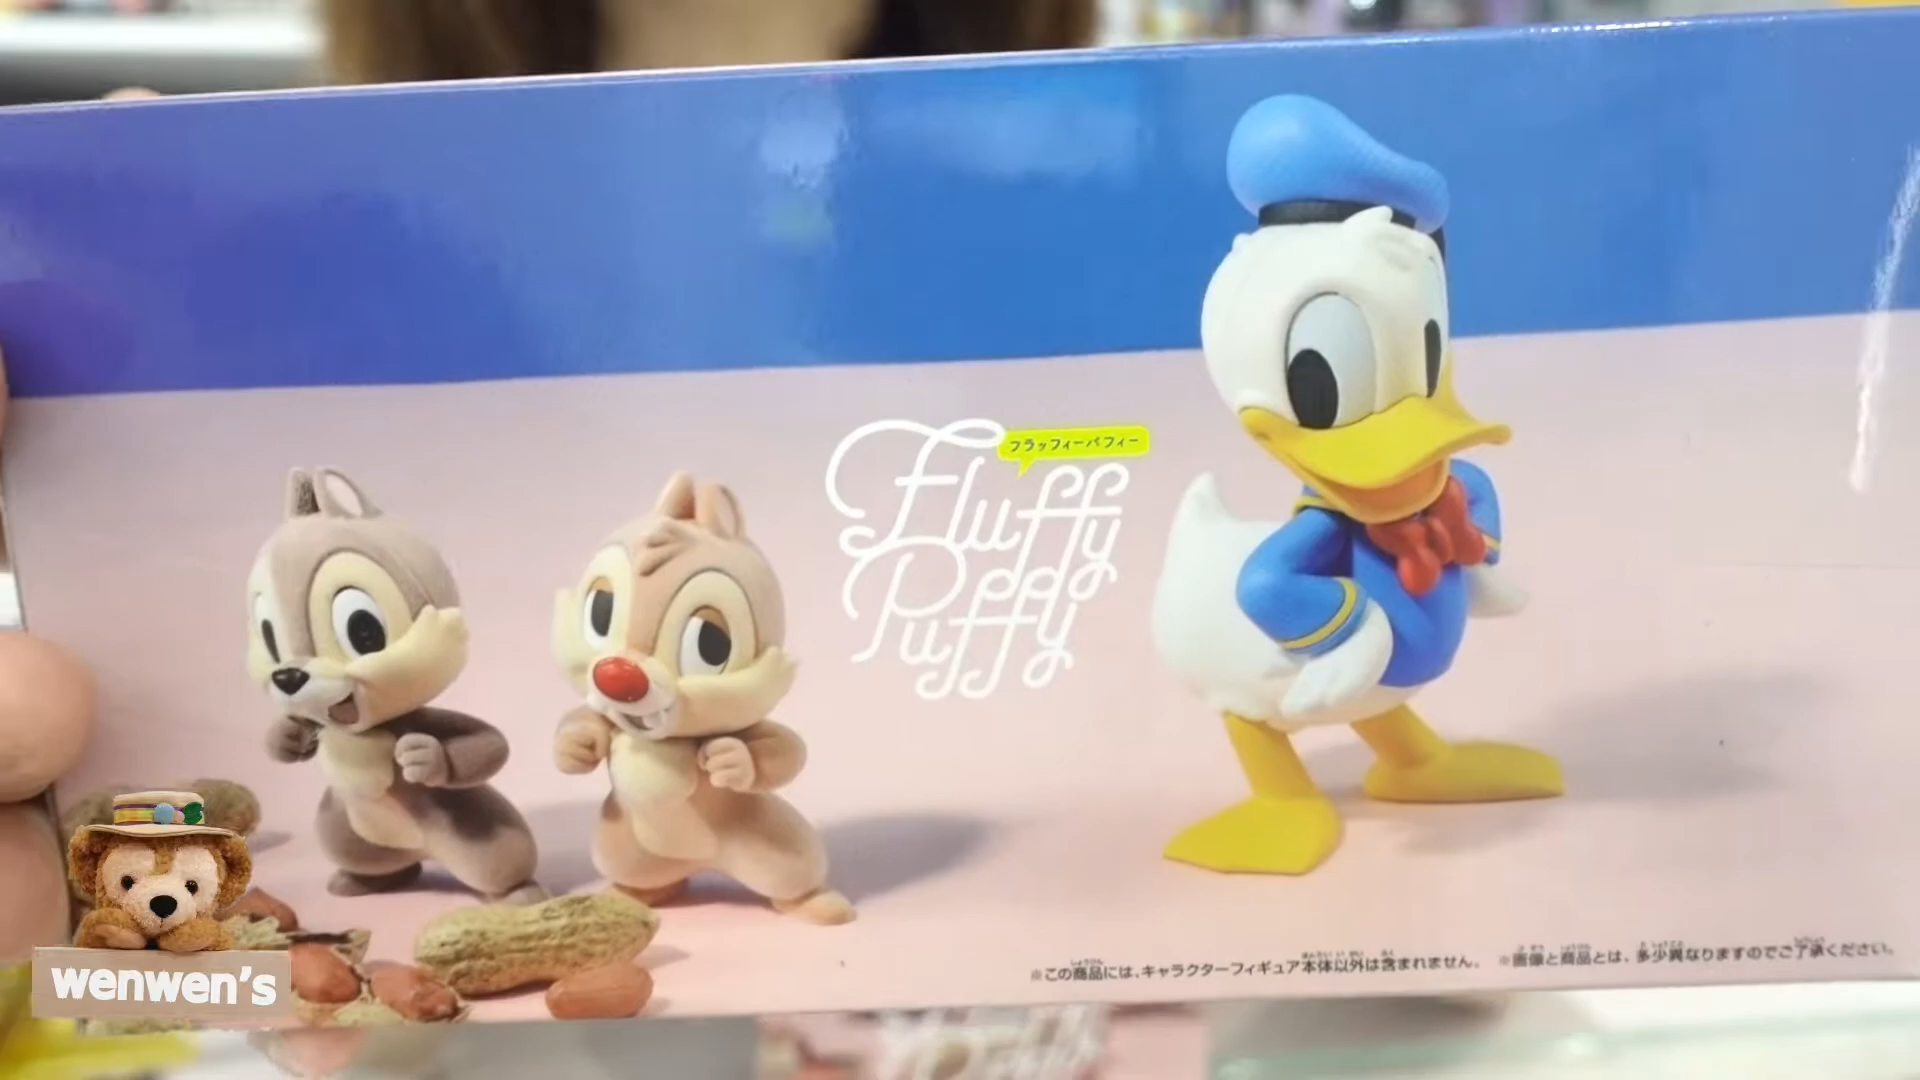 フラッフィーパフィー
Fluffy
Puffy
※この商品には、キャラクターフィギュア本体以外は含まれません。 ※画像と商品とは、多少異なりますのでご了承ください。
wenwen's